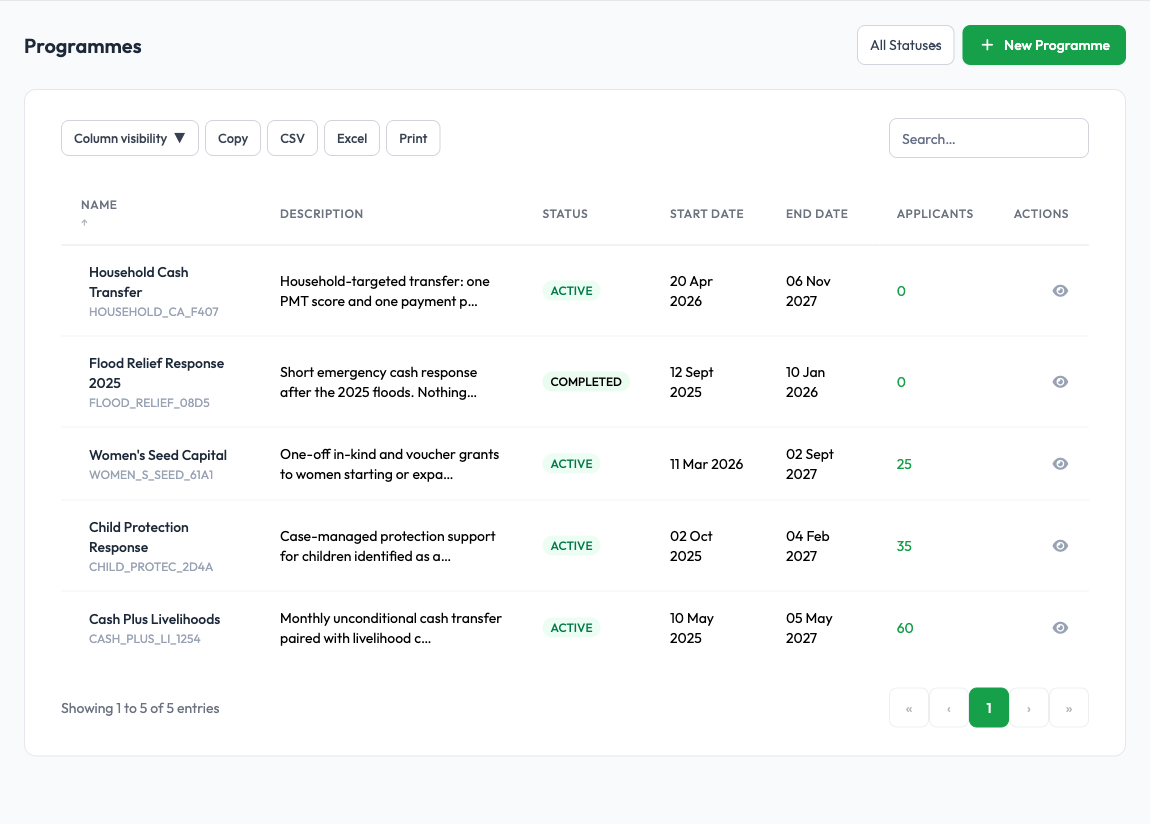 Programmes
All Statuses
+ New Programme
Column visibility ▼
Copy
CSV
Excel
Print
Search...
NAME ↑
DESCRIPTION
STATUS
START DATE
END DATE
APPLICANTS
ACTIONS
Household Cash
Transfer
HOUSEHOLD_CA_F407
Household-targeted transfer: one
PMT score and one payment p...
ACTIVE
20 Apr
2026
06 Nov
2027
0
Flood Relief Response
2025
FLOOD_RELIEF_08D5
Short emergency cash response
after the 2025 floods. Nothing...
COMPLETED
12 Sept
2025
10 Jan
2026
0
Women's Seed Capital
WOMEN_S_SEED_61A1
One-off in-kind and voucher grants
to women starting or expa...
ACTIVE
11 Mar 2026
02 Sept
2027
25
Child Protection
Response
CHILD_PROTEC_2D4A
Case-managed protection support
for children identified as a...
ACTIVE
02 Oct
2025
04 Feb
2027
35
Cash Plus Livelihoods
CASH_PLUS_LI_1254
Monthly unconditional cash transfer
paired with livelihood c...
ACTIVE
10 May
2025
05 May
2027
60
Showing 1 to 5 of 5 entries
« ‹ 1 › »